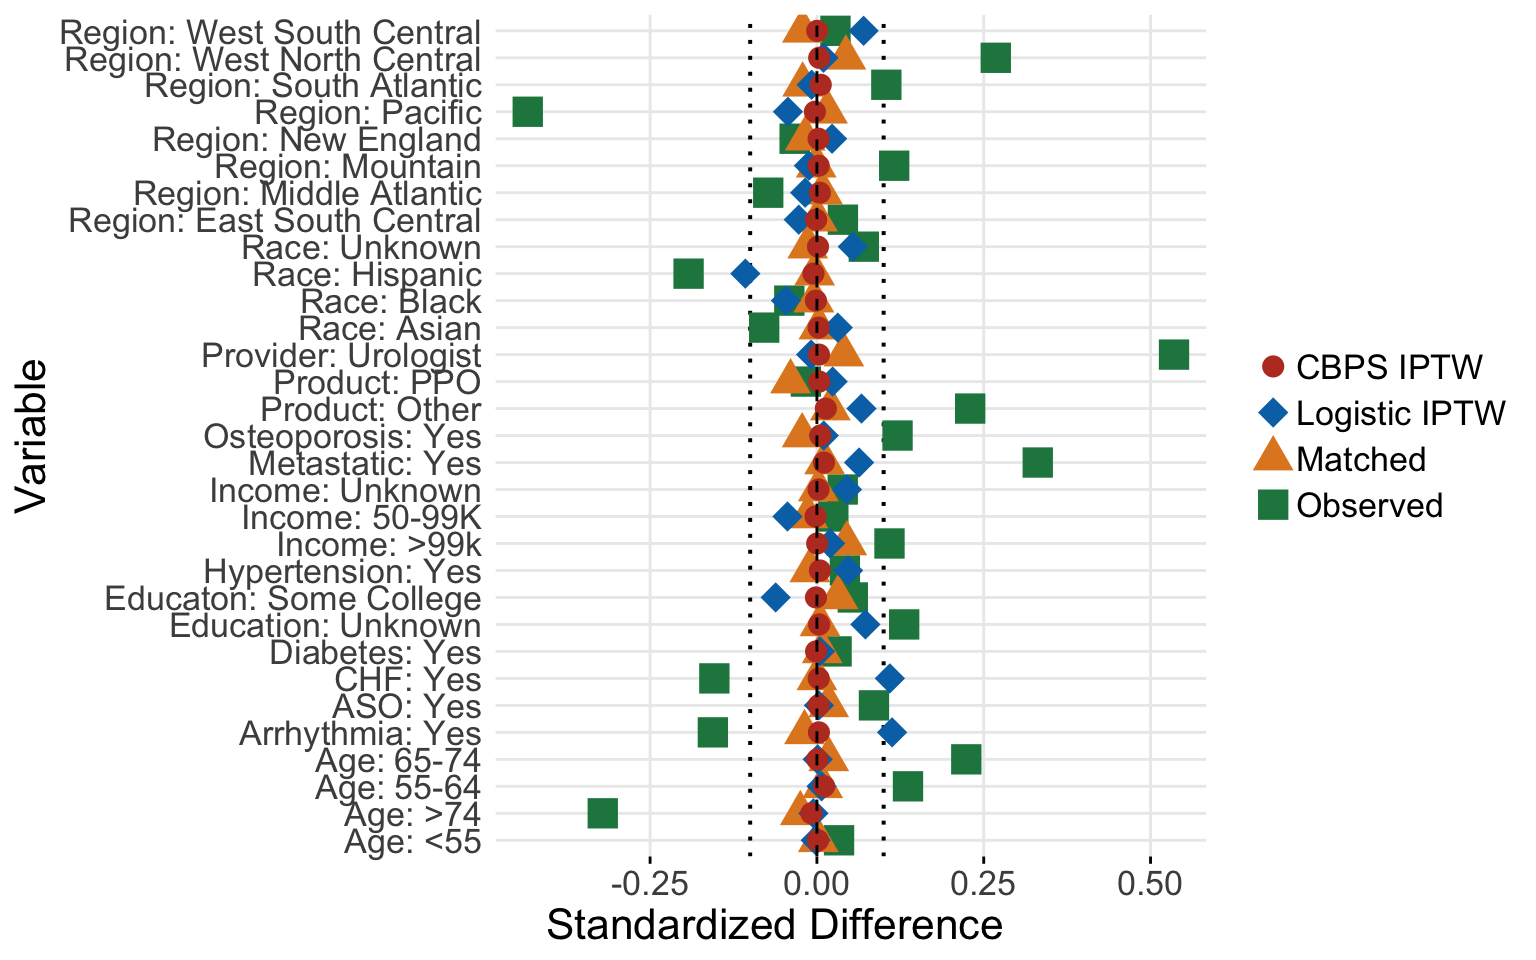 Variable
Region: West South Central
Region: West North Central
Region: South Atlantic
Region: Pacific
Region: New England
Region: Mountain
Region: Middle Atlantic
Region: East South Central
Race: Unknown
Race: Hispanic
Race: Black
Race: Asian
Provider: Urologist
Product: PPO
Product: Other
Osteoporosis: Yes
Metastatic: Yes
Income: Unknown
Income: 50-99K
Income: >99k
Hypertension: Yes
Educaton: Some College
Education: Unknown
Diabetes: Yes
CHF: Yes
ASO: Yes
Arrhythmia: Yes
Age: 65-74
Age: 55-64
Age: >74
Age: <55
-0.25 0.00 0.25 0.50
Standardized Difference
CBPS IPTW
Logistic IPTW
Matched
Observed